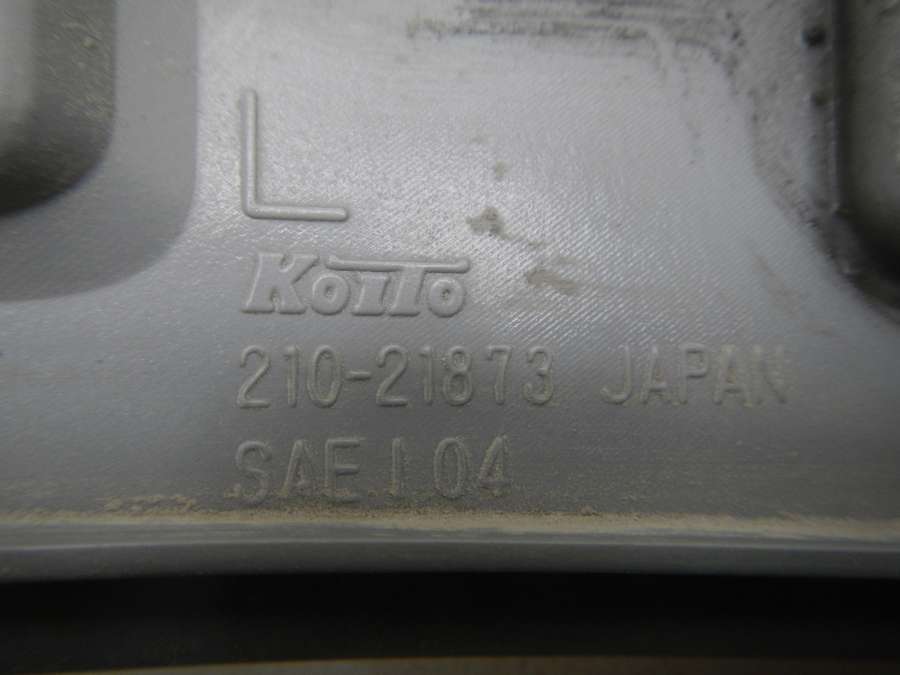 L
KOITO
210-21873 JAPAN
SAE I 04